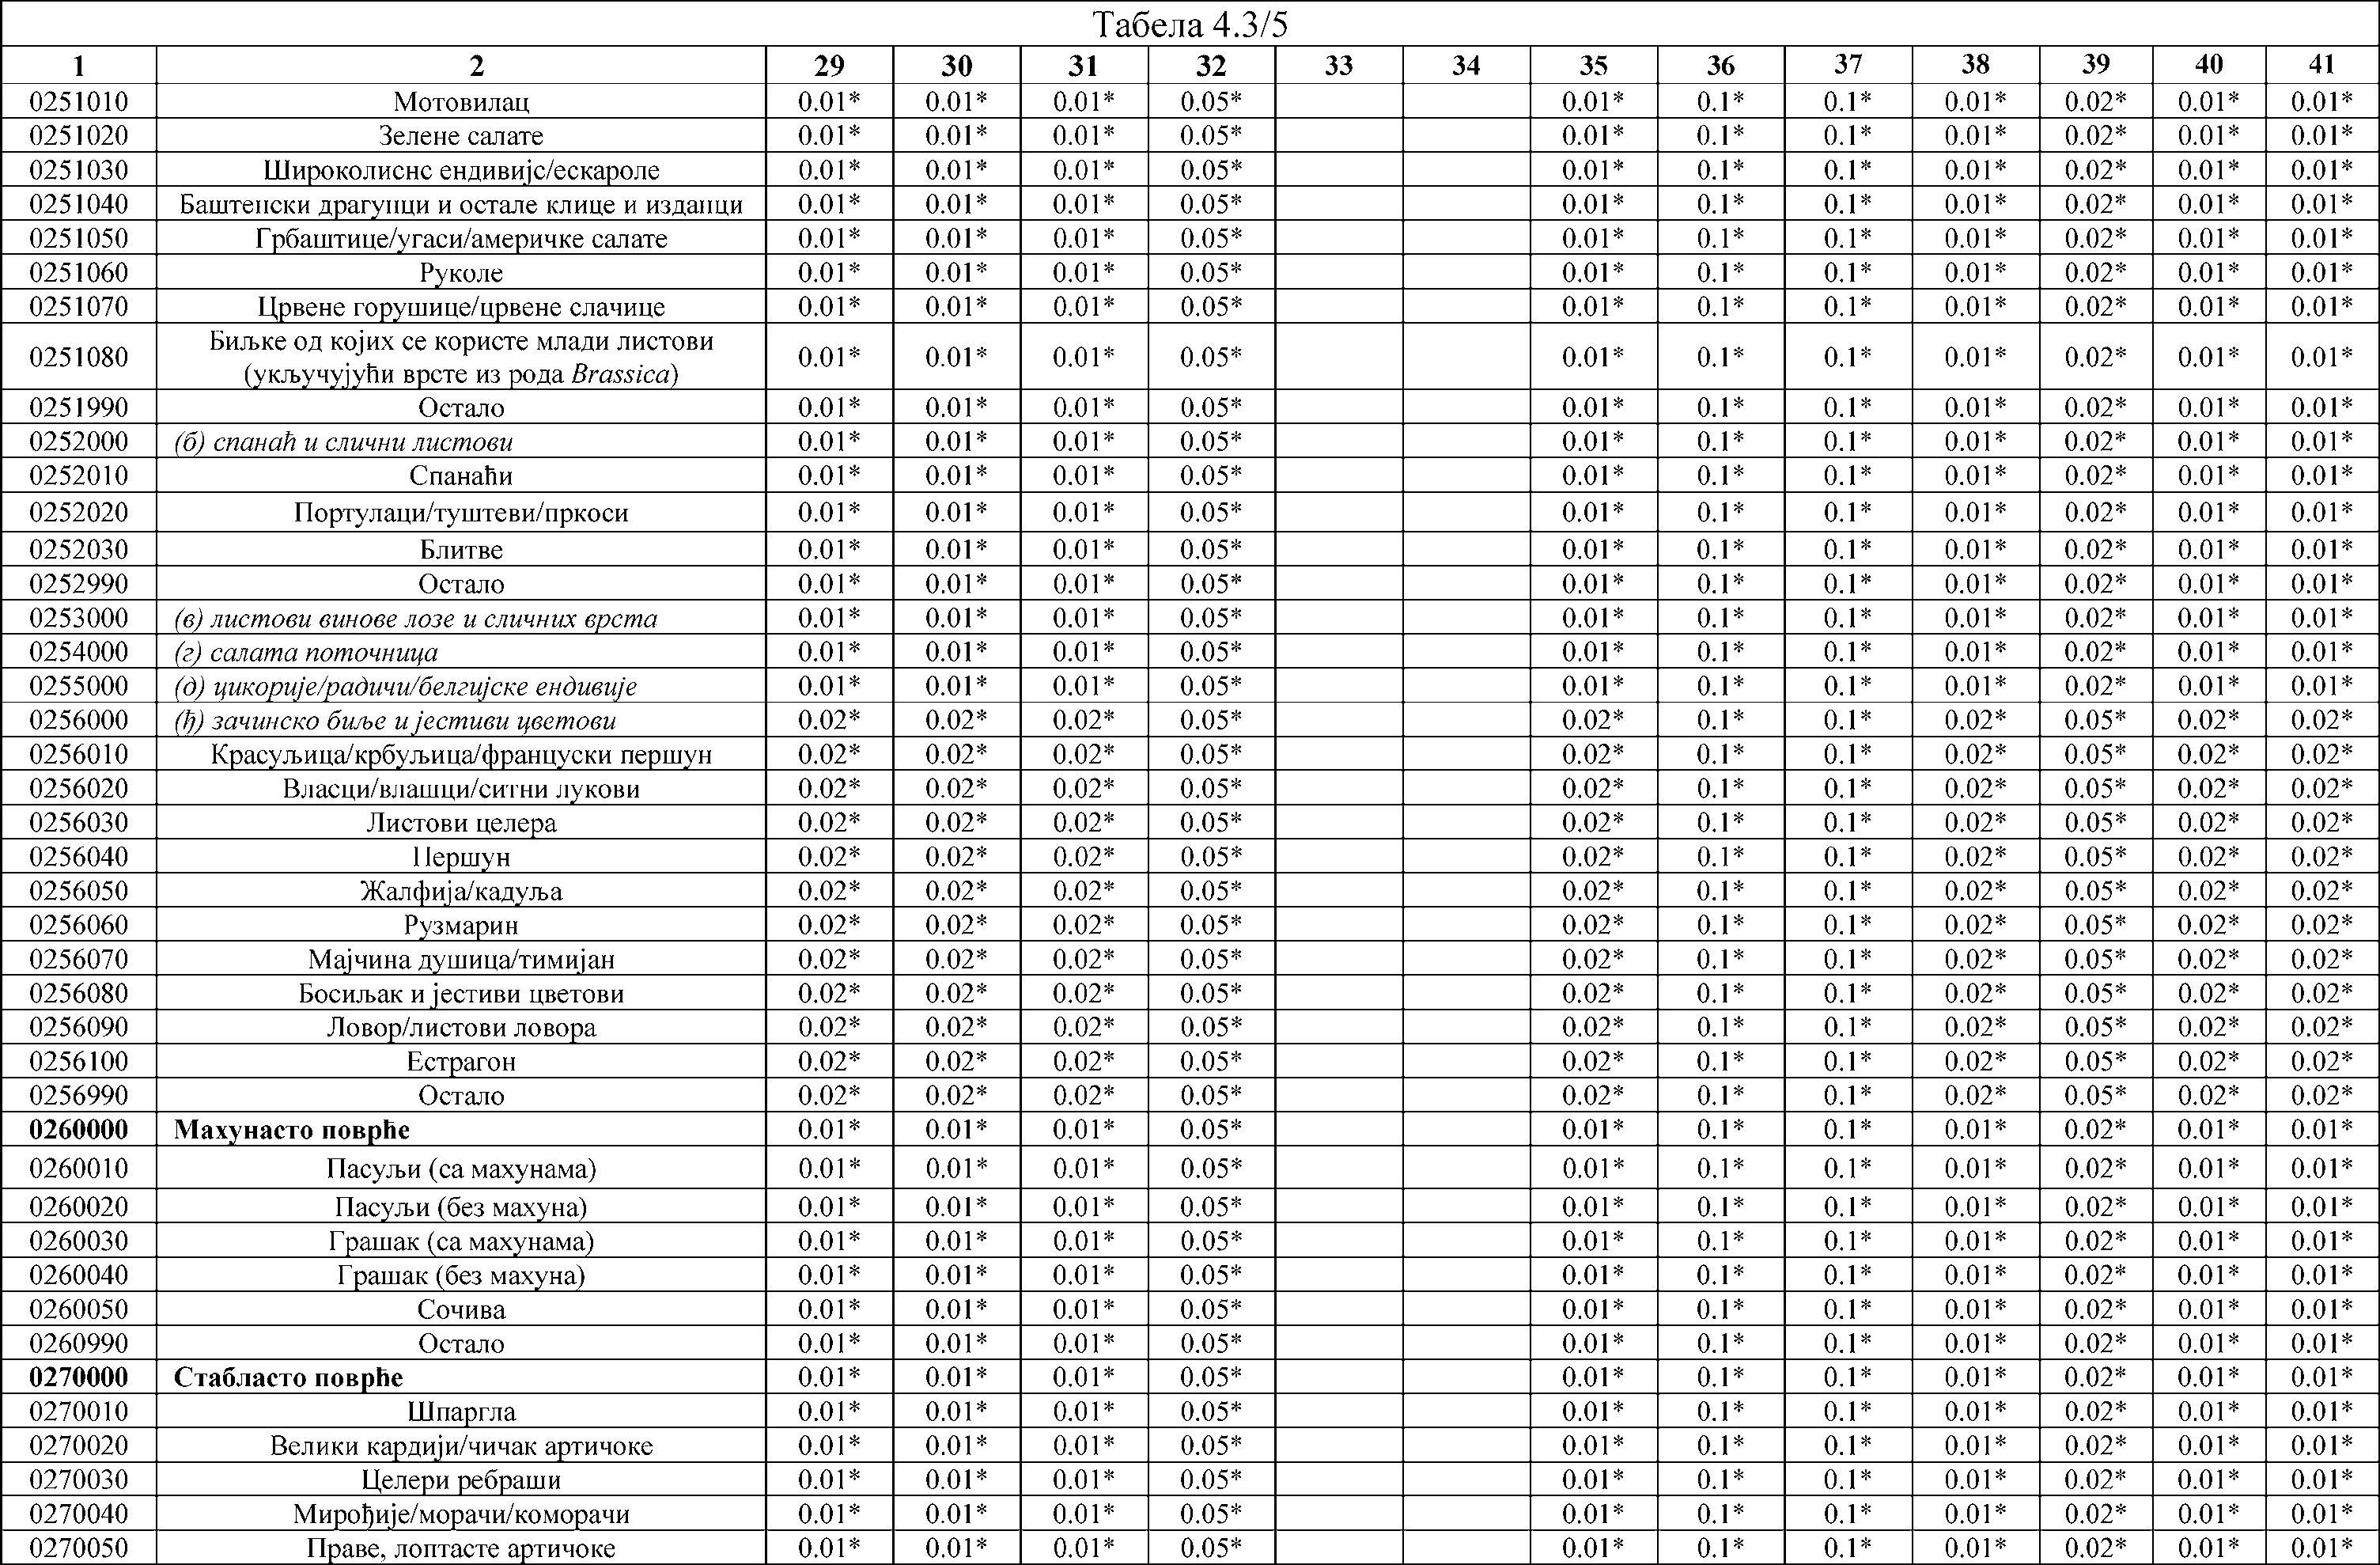 Табела 4.3/5
1 2 29 30 31 32 33 34 35 36 37 38 39 40 41
0251010 Мотовилац 0.01* 0.01* 0.01* 0.05* 0.01* 0.1* 0.1* 0.01* 0.02* 0.01* 0.01*
0251020 Зелене салате 0.01* 0.01* 0.01* 0.05* 0.01* 0.1* 0.1* 0.01* 0.02* 0.01* 0.01*
0251030 Широколисне ендивије/ескароле 0.01* 0.01* 0.01* 0.05* 0.01* 0.1* 0.1* 0.01* 0.02* 0.01* 0.01*
0251040 Баштенски драгунци и остале клице и изданци 0.01* 0.01* 0.01* 0.05* 0.01* 0.1* 0.1* 0.01* 0.02* 0.01* 0.01*
0251050 Грбаштице/угаси/америчке салате 0.01* 0.01* 0.01* 0.05* 0.01* 0.1* 0.1* 0.01* 0.02* 0.01* 0.01*
0251060 Руколе 0.01* 0.01* 0.01* 0.05* 0.01* 0.1* 0.1* 0.01* 0.02* 0.01* 0.01*
0251070 Црвене горушице/црвене слачице 0.01* 0.01* 0.01* 0.05* 0.01* 0.1* 0.1* 0.01* 0.02* 0.01* 0.01*
Биљке од којих се користе млади листови
0251080 (укључујући врсте из рода Brassica) 0.01* 0.01* 0.01* 0.05* 0.01* 0.1* 0.1* 0.01* 0.02* 0.01* 0.01*
0251990 Остало 0.01* 0.01* 0.01* 0.05* 0.01* 0.1* 0.1* 0.01* 0.02* 0.01* 0.01*
0252000 (б) спанаћ и слични листови 0.01* 0.01* 0.01* 0.05* 0.01* 0.1* 0.1* 0.01* 0.02* 0.01* 0.01*
0252010 Спанаћи 0.01* 0.01* 0.01* 0.05* 0.01* 0.1* 0.1* 0.01* 0.02* 0.01* 0.01*
0252020 Портулаци/туштеви/пркоси 0.01* 0.01* 0.01* 0.05* 0.01* 0.1* 0.1* 0.01* 0.02* 0.01* 0.01*
0252030 Блитве 0.01* 0.01* 0.01* 0.05* 0.01* 0.1* 0.1* 0.01* 0.02* 0.01* 0.01*
0252990 Остало 0.01* 0.01* 0.01* 0.05* 0.01* 0.1* 0.1* 0.01* 0.02* 0.01* 0.01*
0253000 (в) листови винове лозе и сличних врста 0.01* 0.01* 0.01* 0.05* 0.01* 0.1* 0.1* 0.01* 0.02* 0.01* 0.01*
0254000 (г) салата поточница 0.01* 0.01* 0.01* 0.05* 0.01* 0.1* 0.1* 0.01* 0.02* 0.01* 0.01*
0255000 (д) цикорије/радичи/белгијске ендивије 0.01* 0.01* 0.01* 0.05* 0.01* 0.1* 0.1* 0.01* 0.02* 0.01* 0.01*
0256000 (ђ) зачинско биље и јестиви цветови 0.02* 0.02* 0.02* 0.05* 0.02* 0.1* 0.1* 0.02* 0.05* 0.02* 0.02*
0256010 Красуљица/крбуљица/француски першун 0.02* 0.02* 0.02* 0.05* 0.02* 0.1* 0.1* 0.02* 0.05* 0.02* 0.02*
0256020 Власци/влашци/ситни лукови 0.02* 0.02* 0.02* 0.05* 0.02* 0.1* 0.1* 0.02* 0.05* 0.02* 0.02*
0256030 Листови целера 0.02* 0.02* 0.02* 0.05* 0.02* 0.1* 0.1* 0.02* 0.05* 0.02* 0.02*
0256040 Першун 0.02* 0.02* 0.02* 0.05* 0.02* 0.1* 0.1* 0.02* 0.05* 0.02* 0.02*
0256050 Жалфија/кадуља 0.02* 0.02* 0.02* 0.05* 0.02* 0.1* 0.1* 0.02* 0.05* 0.02* 0.02*
0256060 Рузмарин 0.02* 0.02* 0.02* 0.05* 0.02* 0.1* 0.1* 0.02* 0.05* 0.02* 0.02*
0256070 Мајчина душица/тимијан 0.02* 0.02* 0.02* 0.05* 0.02* 0.1* 0.1* 0.02* 0.05* 0.02* 0.02*
0256080 Босиљак и јестиви цветови 0.02* 0.02* 0.02* 0.05* 0.02* 0.1* 0.1* 0.02* 0.05* 0.02* 0.02*
0256090 Ловор/листови ловора 0.02* 0.02* 0.02* 0.05* 0.02* 0.1* 0.1* 0.02* 0.05* 0.02* 0.02*
0256100 Естрагон 0.02* 0.02* 0.02* 0.05* 0.02* 0.1* 0.1* 0.02* 0.05* 0.02* 0.02*
0256990 Остало 0.02* 0.02* 0.02* 0.05* 0.02* 0.1* 0.1* 0.02* 0.05* 0.02* 0.02*
0260000 Махунасто поврће 0.01* 0.01* 0.01* 0.05* 0.01* 0.1* 0.1* 0.01* 0.02* 0.01* 0.01*
0260010 Пасуљи (са махунама) 0.01* 0.01* 0.01* 0.05* 0.01* 0.1* 0.1* 0.01* 0.02* 0.01* 0.01*
0260020 Пасуљи (без махуна) 0.01* 0.01* 0.01* 0.05* 0.01* 0.1* 0.1* 0.01* 0.02* 0.01* 0.01*
0260030 Грашак (са махунама) 0.01* 0.01* 0.01* 0.05* 0.01* 0.1* 0.1* 0.01* 0.02* 0.01* 0.01*
0260040 Грашак (без махуна) 0.01* 0.01* 0.01* 0.05* 0.01* 0.1* 0.1* 0.01* 0.02* 0.01* 0.01*
0260050 Сочива 0.01* 0.01* 0.01* 0.05* 0.01* 0.1* 0.1* 0.01* 0.02* 0.01* 0.01*
0260990 Остало 0.01* 0.01* 0.01* 0.05* 0.01* 0.1* 0.1* 0.01* 0.02* 0.01* 0.01*
0270000 Стабласто поврће 0.01* 0.01* 0.01* 0.05* 0.01* 0.1* 0.1* 0.01* 0.02* 0.01* 0.01*
0270010 Шпаргла 0.01* 0.01* 0.01* 0.05* 0.01* 0.1* 0.1* 0.01* 0.02* 0.01* 0.01*
0270020 Велики кардији/чичак артичоке 0.01* 0.01* 0.01* 0.05* 0.01* 0.1* 0.1* 0.01* 0.02* 0.01* 0.01*
0270030 Целери ребраши 0.01* 0.01* 0.01* 0.05* 0.01* 0.1* 0.1* 0.01* 0.02* 0.01* 0.01*
0270040 Мирођије/морачи/коморачи 0.01* 0.01* 0.01* 0.05* 0.01* 0.1* 0.1* 0.01* 0.02* 0.01* 0.01*
0270050 Праве, лоптасте артичоке 0.01* 0.01* 0.01* 0.05* 0.01* 0.1* 0.1* 0.01* 0.02* 0.01* 0.01*